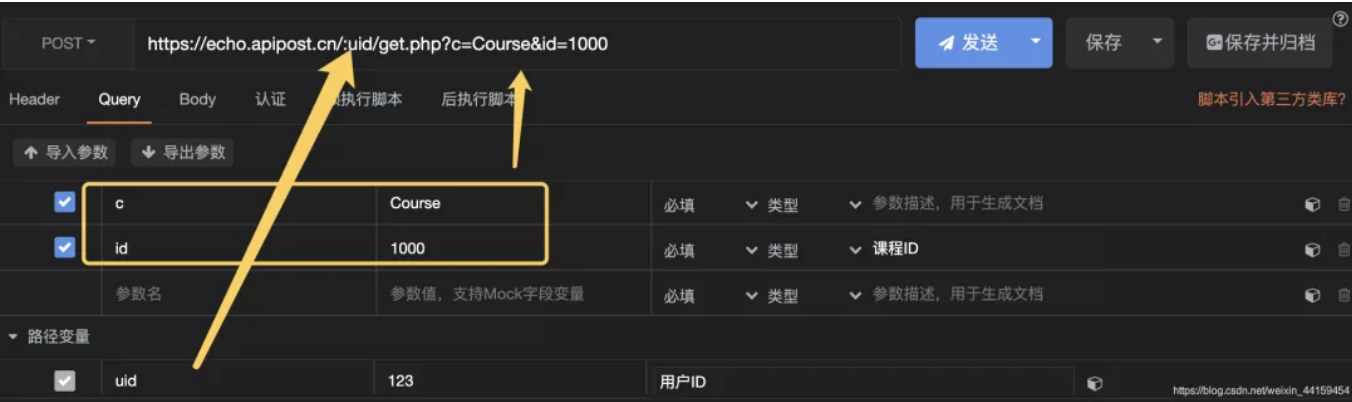 POST https://echo.apipost.cn/:uid/get.php?c=Course&id=1000 发送 保存 保存并归档
Header Query Body 认证 执行脚本 后执行脚本 脚本引入第三方类库?
导入参数 导出参数
c Course 必填 类型 参数描述，用于生成文档
id 1000 必填 类型 课程ID
参数名 参数值，支持Mock字段变量 必填 类型 参数描述，用于生成文档
路径变量
uid 123 用户ID
https://blog.csdn.net/weixin_44159454